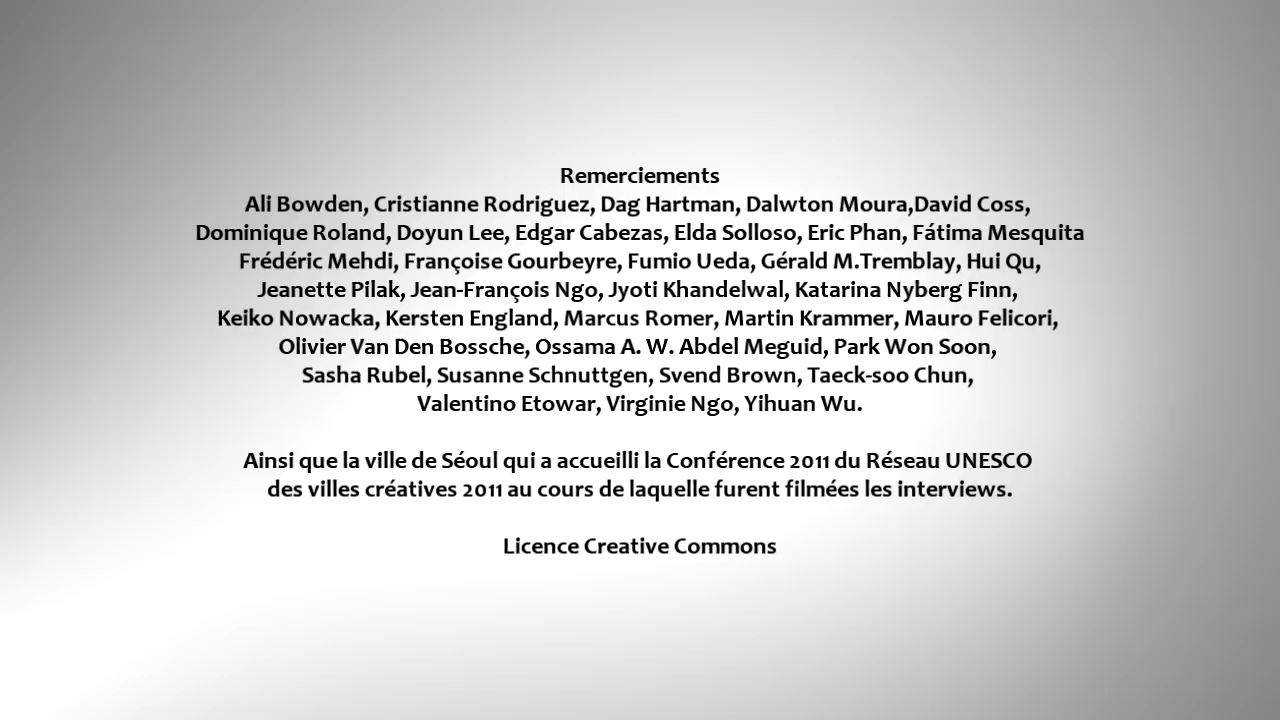 Remerciements
Ali Bowden, Cristianne Rodriguez, Dag Hartman, Dalwton Moura,David Coss,
Dominique Roland, Doyun Lee, Edgar Cabezas, Elda Solloso, Eric Phan, Fátima Mesquita
Frédéric Mehdi, Françoise Gourbeyre, Fumio Ueda, Gérald M.Tremblay, Hui Qu,
Jeanette Pilak, Jean-François Ngo, Jyoti Khandelwal, Katarina Nyberg Finn,
Keiko Nowacka, Kersten England, Marcus Romer, Martin Krammer, Mauro Felicori,
Olivier Van Den Bossche, Ossama A. W. Abdel Meguid, Park Won Soon,
Sasha Rubel, Susanne Schnuttgen, Svend Brown, Taeck-soo Chun,
Valentino Etowar, Virginie Ngo, Yihuan Wu.
Ainsi que la ville de Séoul qui a accueilli la Conférence 2011 du Réseau UNESCO
des villes créatives 2011 au cours de laquelle furent filmées les interviews.
Licence Creative Commons